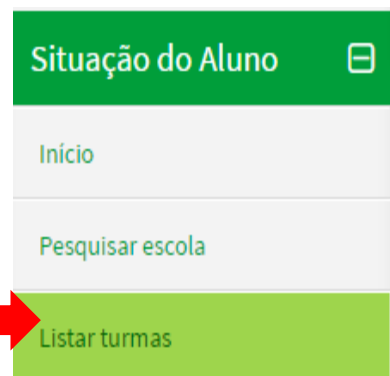 Situação do Aluno
Início
Pesquisar escola
Listar turmas